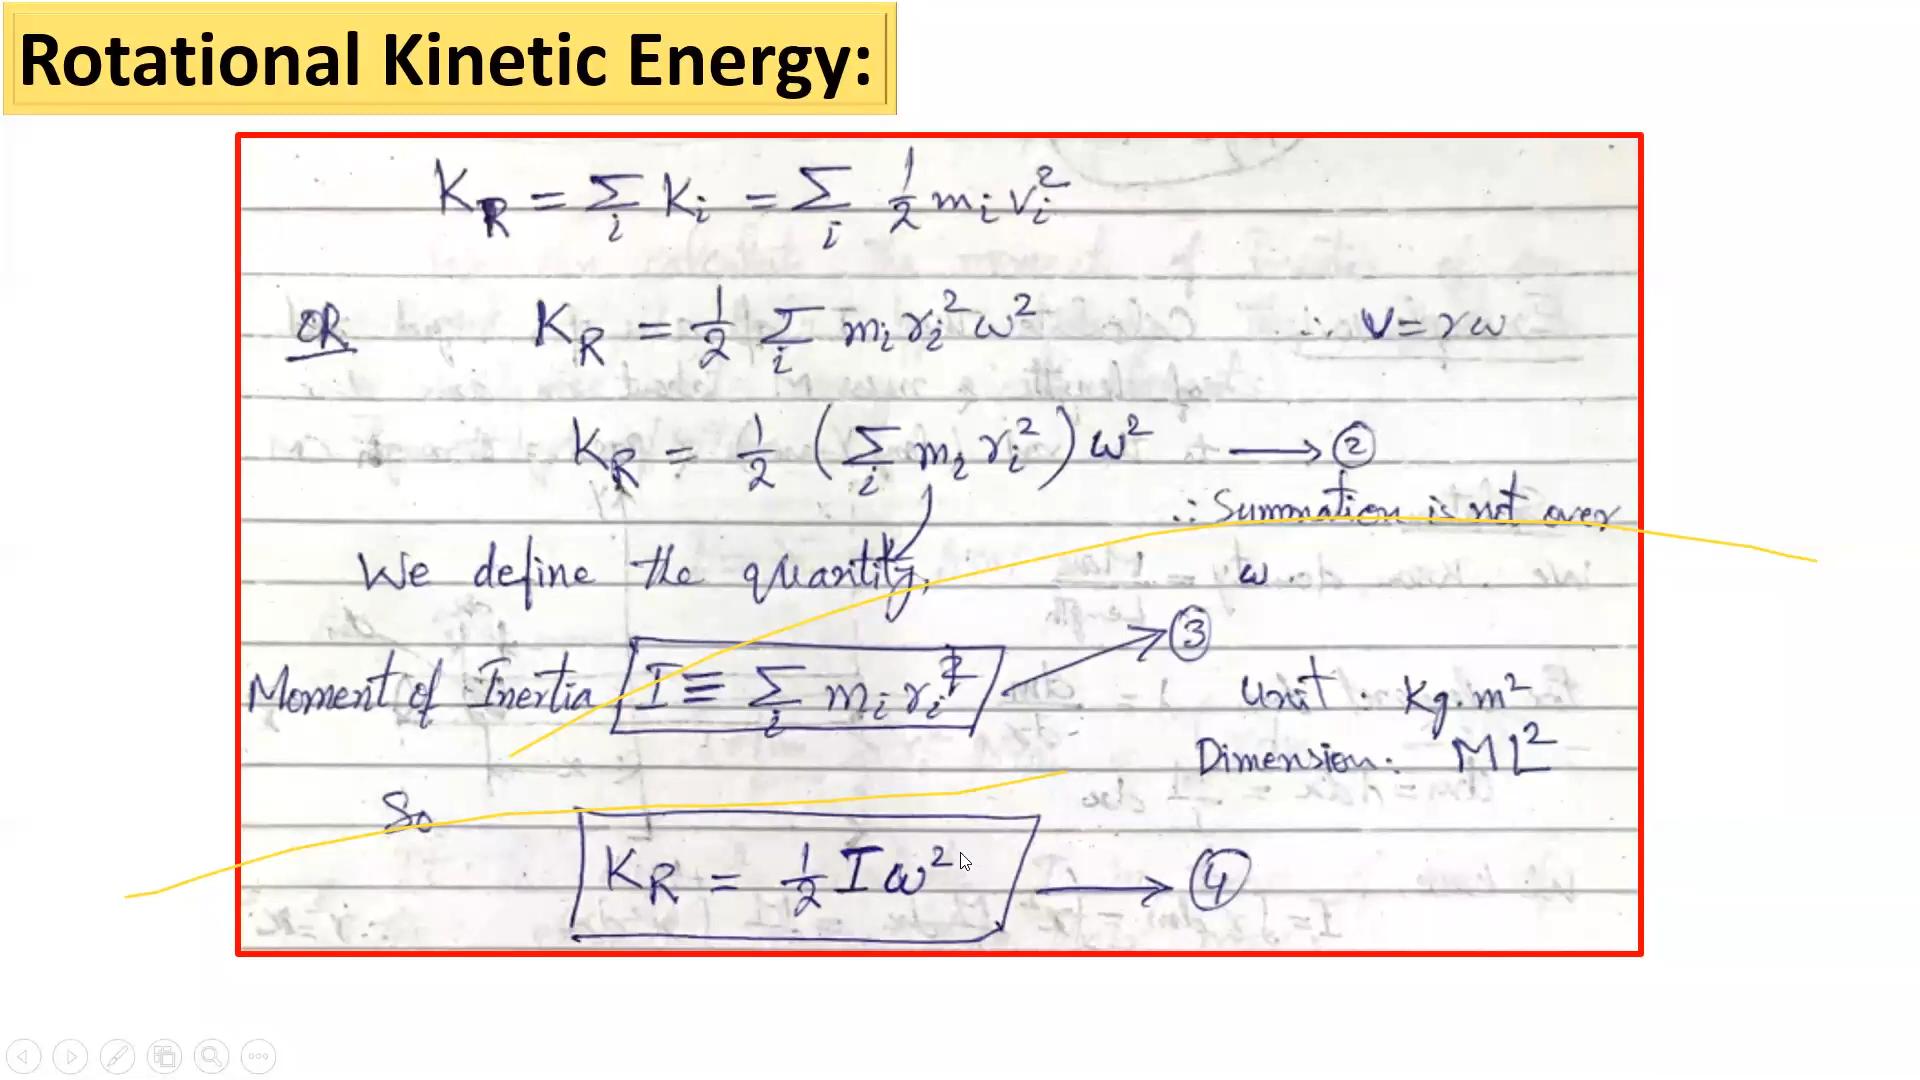 Rotational Kinetic Energy:
K_R = Σ_i K_i = Σ_i 1/2 m_i v_i²
OR K_R = 1/2 Σ_i m_i r_i² ω² ∴ V = rω
K_R = 1/2 (Σ_i m_i r_i²) ω² → ②
∴ Summation is not over
We define the quantity, ω
③
Moment of Inertia I ≡ Σ_i m_i r_i² Unit: Kg.m²
Dimension: ML²
So
K_R = 1/2 I ω² → ④